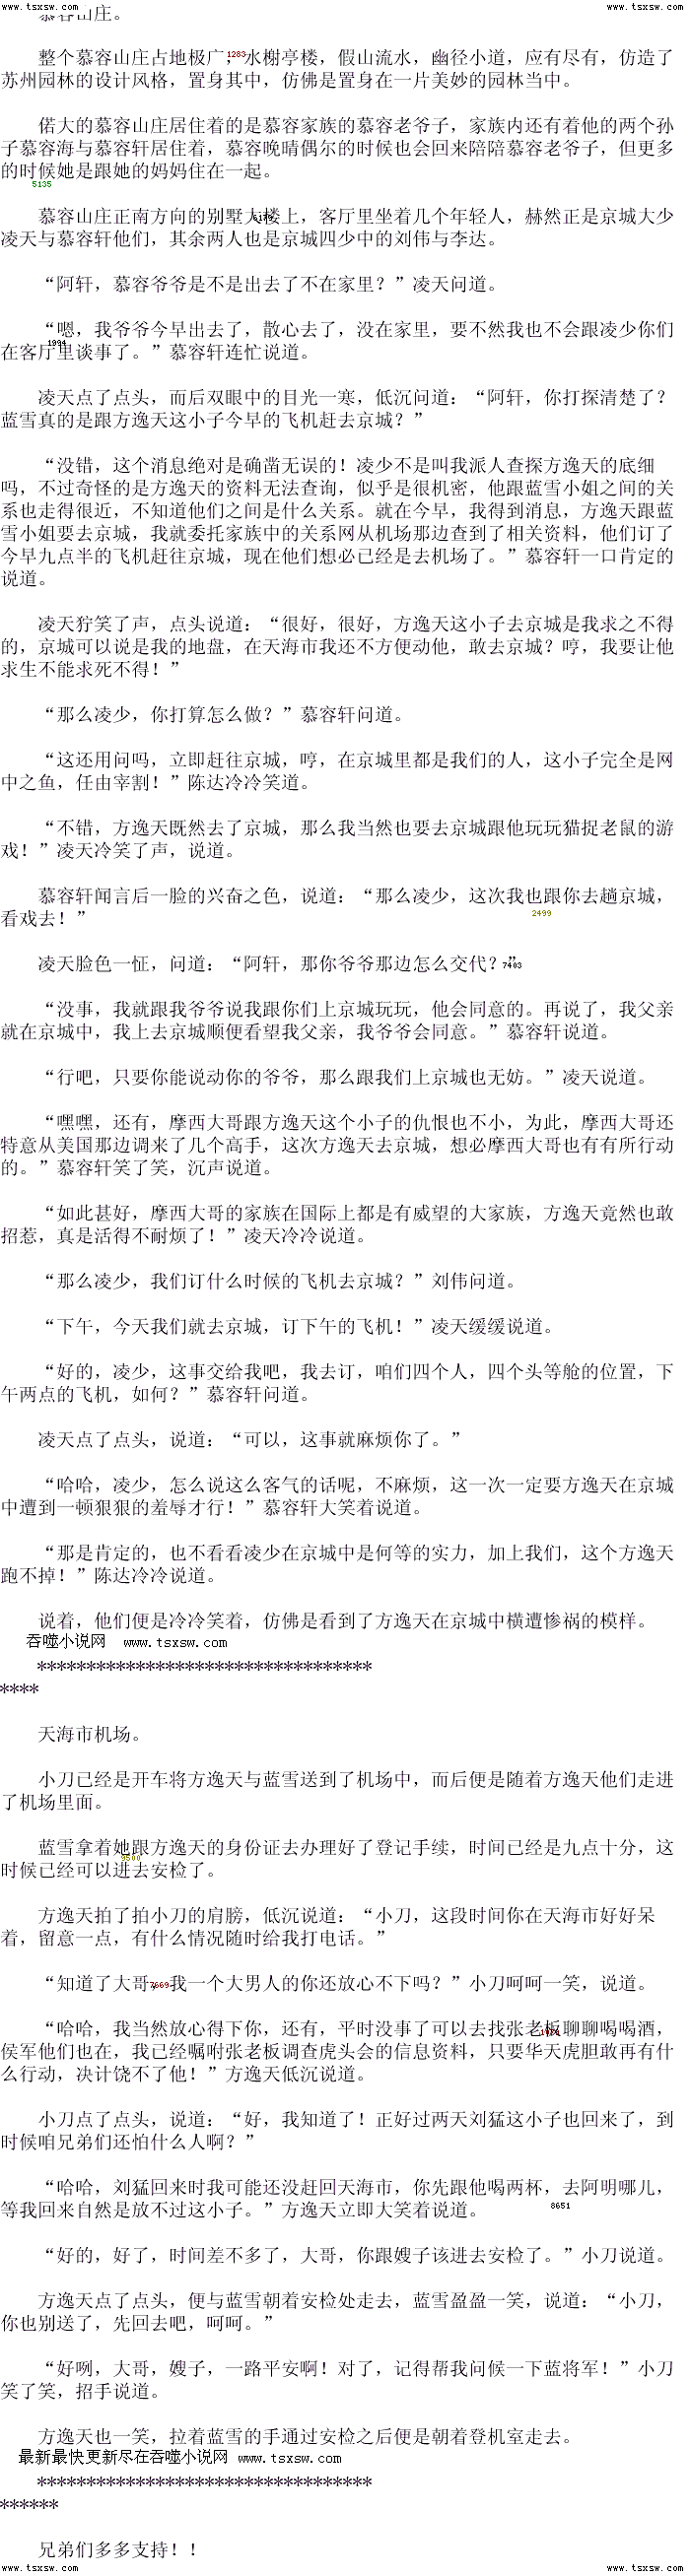 www.tsxsw.com www.tsxsw.com
慕容山庄。
整个慕容山庄占地极广，水榭亭楼，假山流水，幽径小道，应有尽有，仿造了
苏州园林的设计风格，置身其中，仿佛是置身在一片美妙的园林当中。
偌大的慕容山庄居住着的是慕容家族的慕容老爷子，家族内还有着他的两个孙
子慕容海与慕容轩居住着，慕容晚晴偶尔的时候也会回来陪陪慕容老爷子，但更多
的时候她是跟她的妈妈住在一起。
慕容山庄正南方向的别墅大楼上，客厅里坐着几个年轻人，赫然正是京城大少
凌天与慕容轩他们，其余两人也是京城四少中的刘伟与李达。
“阿轩，慕容爷爷是不是出去了不在家里？”凌天问道。
“嗯，我爷爷今早出去了，散心去了，没在家里，要不然我也不会跟凌少你们
在客厅里谈事了。”慕容轩连忙说道。
凌天点了点头，而后双眼中的目光一寒，低沉问道：“阿轩，你打探清楚了？
蓝雪真的是跟方逸天这小子今早的飞机赶去京城？”
“没错，这个消息绝对是确凿无误的！凌少不是叫我派人查探方逸天的底细
吗，不过奇怪的是方逸天的资料无法查询，似乎是很机密，他跟蓝雪小姐之间的关
系也走得很近，不知道他们之间是什么关系。就在今早，我得到消息，方逸天跟蓝
雪小姐要去京城，我就委托家族中的关系网从机场那边查到了相关资料，他们订了
今早九点半的飞机赶往京城，现在他们想必已经是去机场了。”慕容轩一口肯定的
说道。
凌天狞笑了声，点头说道：“很好，很好，方逸天这小子去京城是我求之不得
的，京城可以说是我的地盘，在天海市我还不方便动他，敢去京城？哼，我要让他
求生不能求死不得！”
“那么凌少，你打算怎么做？”慕容轩问道。
“这还用问吗，立即赶往京城，哼，在京城里都是我们的人，这小子完全是网
中之鱼，任由宰割！”陈达冷冷笑道。
“不错，方逸天既然去了京城，那么我当然也要去京城跟他玩玩猫捉老鼠的游
戏！”凌天冷笑了声，说道。
慕容轩闻言后一脸的兴奋之色，说道：“那么凌少，这次我也跟你去趟京城，
看戏去！”
凌天脸色一怔，问道：“阿轩，那你爷爷那边怎么交代？”
“没事，我就跟我爷爷说我跟你们上京城玩玩，他会同意的。再说了，我父亲
就在京城中，我上去京城顺便看望我父亲，我爷爷会同意。”慕容轩说道。
“行吧，只要你能说动你的爷爷，那么跟我们上京城也无妨。”凌天说道。
“嘿嘿，还有，摩西大哥跟方逸天这个小子的仇恨也不小，为此，摩西大哥还
特意从美国那边调来了几个高手，这次方逸天去京城，想必摩西大哥也有有所行动
的。”慕容轩笑了笑，沉声说道。
“如此甚好，摩西大哥的家族在国际上都是有威望的大家族，方逸天竟然也敢
招惹，真是活得不耐烦了！”凌天冷冷说道。
“那么凌少，我们订什么时候的飞机去京城？”刘伟问道。
“下午，今天我们就去京城，订下午的飞机！”凌天缓缓说道。
“好的，凌少，这事交给我吧，我去订，咱们四个人，四个头等舱的位置，下
午两点的飞机，如何？”慕容轩问道。
凌天点了点头，说道：“可以，这事就麻烦你了。”
“哈哈，凌少，怎么说这么客气的话呢，不麻烦，这一次一定要方逸天在京城
中遭到一顿狠狠的羞辱才行！”慕容轩大笑着说道。
“那是肯定的，也不看看凌少在京城中是何等的实力，加上我们，这个方逸天
跑不掉！”陈达冷冷说道。
说着，他们便是冷冷笑着，仿佛是看到了方逸天在京城中横遭惨祸的模样。
吞噬小说网 www.tsxsw.com
**********************************
****
天海市机场。
小刀已经是开车将方逸天与蓝雪送到了机场中，而后便是随着方逸天他们走进
了机场里面。
蓝雪拿着她跟方逸天的身份证去办理好了登记手续，时间已经是九点十分，这
时候已经可以进去安检了。
方逸天拍了拍小刀的肩膀，低沉说道：“小刀，这段时间你在天海市好好呆
着，留意一点，有什么情况随时给我打电话。”
“知道了大哥，我一个大男人的你还放心不下吗？”小刀呵呵一笑，说道。
“哈哈，我当然放心得下你，还有，平时没事了可以去找张老板聊聊喝喝酒，
侯军他们也在，我已经嘱咐张老板调查虎头会的信息资料，只要华天虎胆敢再有什
么行动，决计饶不了他！”方逸天低沉说道。
小刀点了点头，说道：“好，我知道了！正好过两天刘猛这小子也回来了，到
时候咱兄弟们还怕什么人啊？”
“哈哈，刘猛回来时我可能还没赶回天海市，你先跟他喝两杯，去阿明哪儿，
等我回来自然是放不过这小子。”方逸天立即大笑着说道。
“好的，好了，时间差不多了，大哥，你跟嫂子该进去安检了。”小刀说道。
方逸天点了点头，便与蓝雪朝着安检处走去，蓝雪盈盈一笑，说道：“小刀，
你也别送了，先回去吧，呵呵。”
“好咧，大哥，嫂子，一路平安啊！对了，记得帮我问候一下蓝将军！”小刀
笑了笑，招手说道。
方逸天也一笑，拉着蓝雪的手通过安检之后便是朝着登机室走去。
最新最快更新尽在吞噬小说网 www.tsxsw.com
**********************************
******
兄弟们多多支持！！
www.tsxsw.com www.tsxsw.com